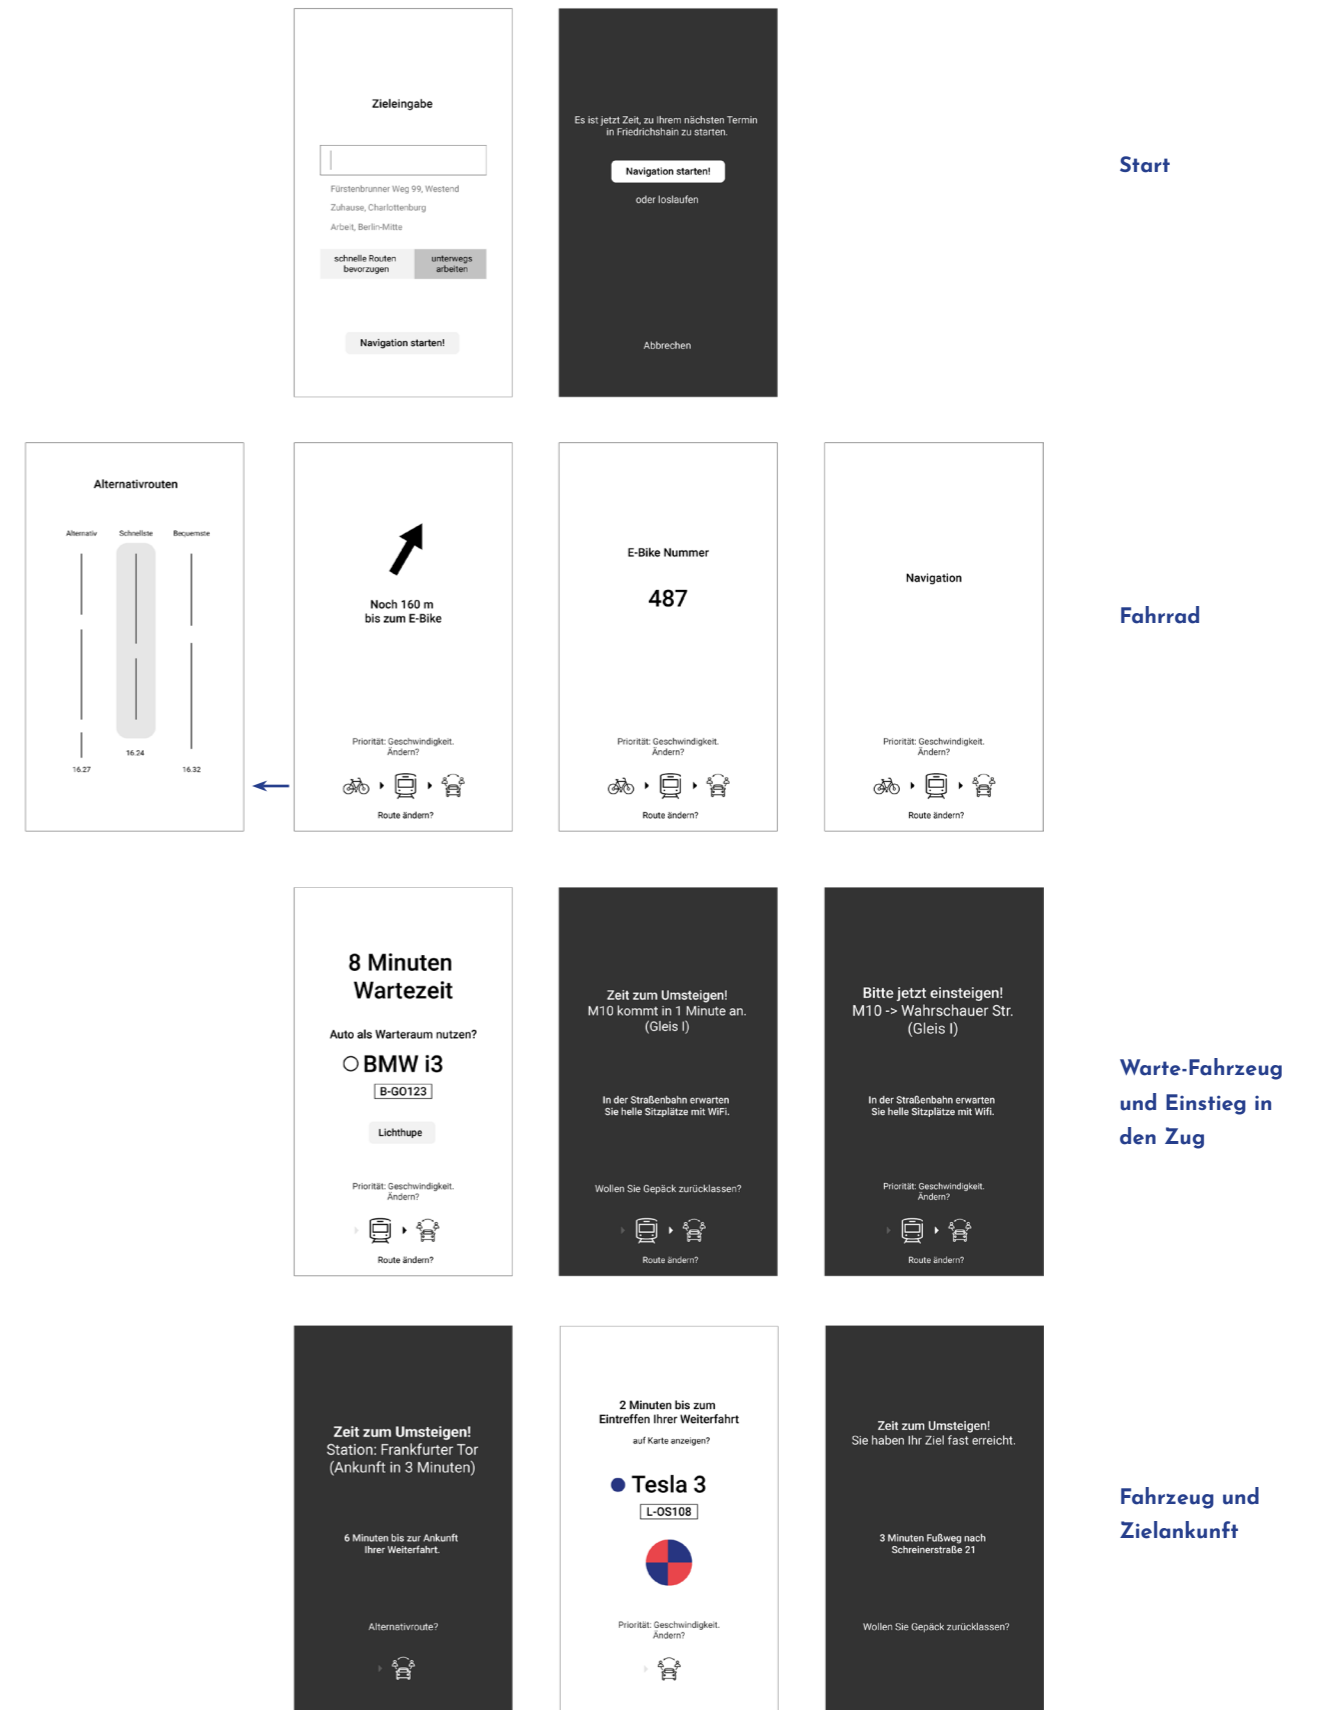 Zieleingabe
Fürstenbrunner Weg 99, Westend
Zuhause, Charlottenburg
Arbeit, Berlin-Mitte
schnelle Routen
bevorzugen
unterwegs
arbeiten
Navigation starten!
Es ist jetzt Zeit, zu Ihrem nächsten Termin
in Friedrichshain zu starten.
Navigation starten!
oder loslaufen
Abbrechen
Start
Alternativrouten
Alternativ
Schnellste
Bequemste
16.27
16.24
16.32
Noch 160 m
bis zum E-Bike
Priorität: Geschwindigkeit.
Ändern?
Route ändern?
E-Bike Nummer
487
Priorität: Geschwindigkeit.
Ändern?
Route ändern?
Navigation
Priorität: Geschwindigkeit.
Ändern?
Route ändern?
Fahrrad
8 Minuten
Wartezeit
Auto als Warteraum nutzen?
BMW i3
B-GO123
Lichthupe
Priorität: Geschwindigkeit.
Ändern?
Route ändern?
Zeit zum Umsteigen!
M10 kommt in 1 Minute an.
(Gleis I)
In der Straßenbahn erwarten
Sie helle Sitzplätze mit WiFi.
Wollen Sie Gepäck zurücklassen?
Route ändern?
Bitte jetzt einsteigen!
M10 -> Wahrschauer Str.
(Gleis I)
In der Straßenbahn erwarten
Sie helle Sitzplätze mit Wifi.
Priorität: Geschwindigkeit.
Ändern?
Route ändern?
Warte-Fahrzeug
und Einstieg in
den Zug
Zeit zum Umsteigen!
Station: Frankfurter Tor
(Ankunft in 3 Minuten)
6 Minuten bis zur Ankunft
Ihrer Weiterfahrt.
Alternativroute?
2 Minuten bis zum
Eintreffen Ihrer Weiterfahrt
auf Karte anzeigen?
Tesla 3
L-OS108
Priorität: Geschwindigkeit.
Ändern?
Zeit zum Umsteigen!
Sie haben Ihr Ziel fast erreicht.
3 Minuten Fußweg nach
Schreinerstraße 21
Wollen Sie Gepäck zurücklassen?
Fahrzeug und
Zielankunft